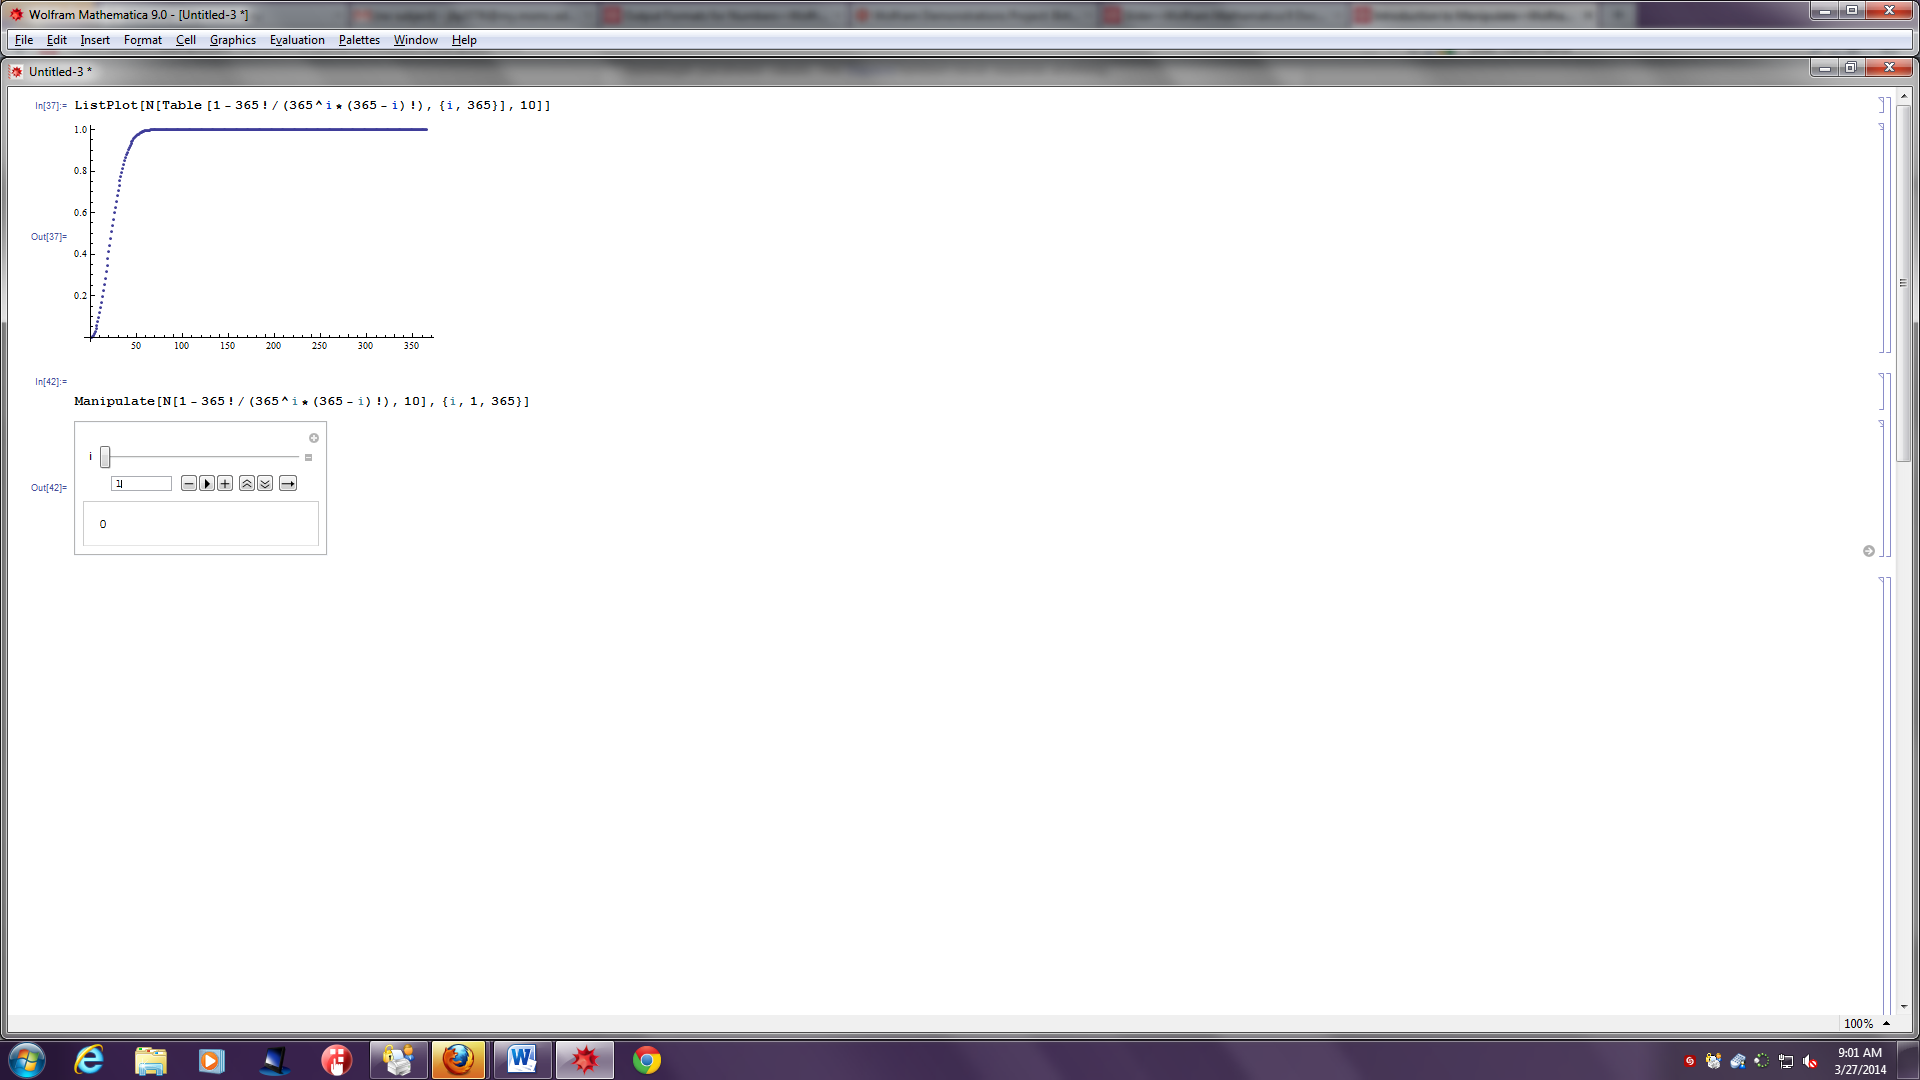 Wolfram Mathematica 9.0 - [Untitled-3 *]
File Edit Insert Format Cell Graphics Evaluation Palettes Window Help
Untitled-3 *
In[37]:= ListPlot[N[Table[1-365!/(365^i*(365-i)!), {i, 365}], 10]]
1.0
0.8
0.6
Out[37]=
0.4
0.2
50 100 150 200 250 300 350
In[42]:=
Manipulate[N[1-365!/(365^i*(365-i)!), 10], {i, 1, 365}]
i
1
Out[42]=
0
100%
9:01 AM
3/27/2014